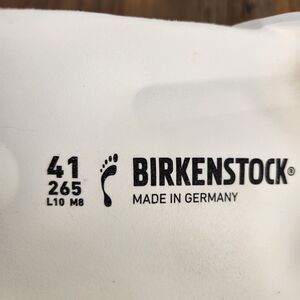 41
265
L10 M8
BIRKENSTOCK®
MADE IN GERMANY